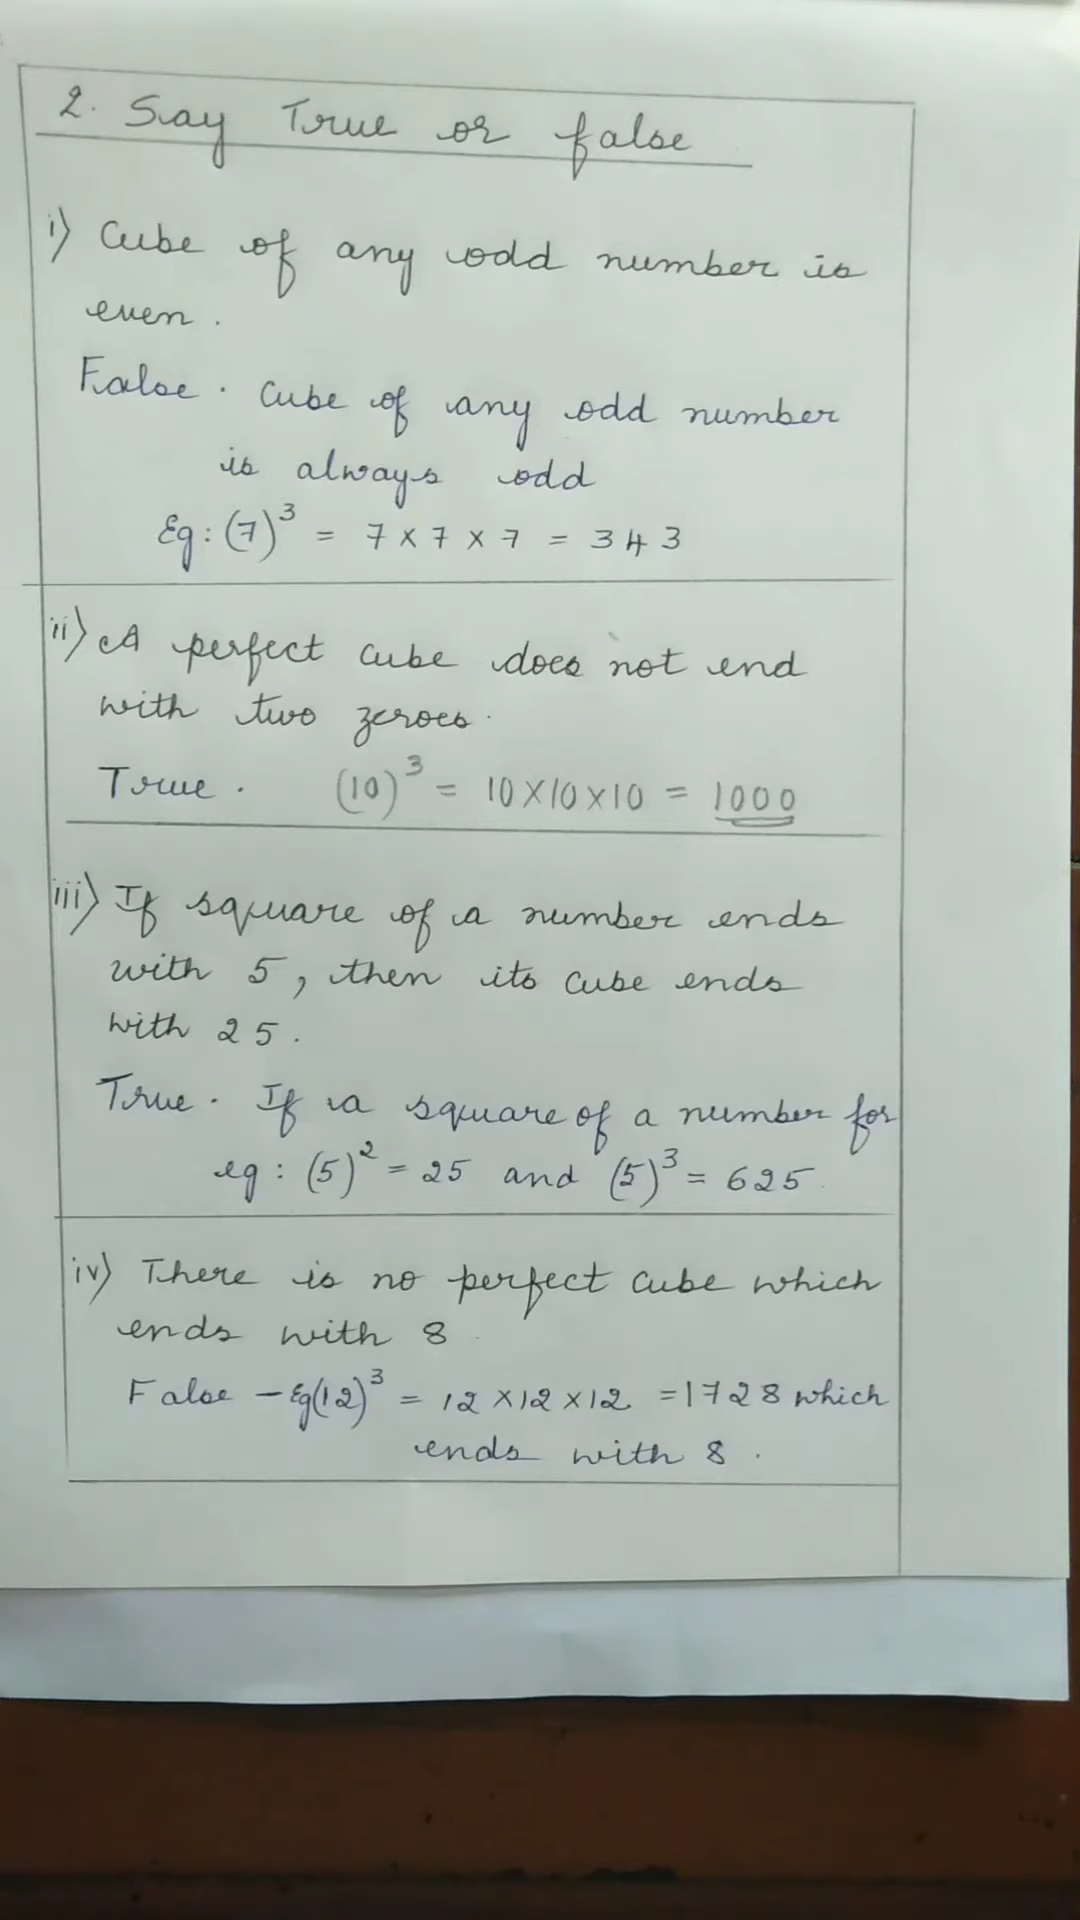 2. Say True or false
i) Cube of any odd number is
even.
False. Cube of any odd number
is always odd
Eg: (7)³ = 7 × 7 × 7 = 343
ii) A perfect cube does not end
with two zeroes.
True. (10)³ = 10×10×10 = 1000
iii) If square of a number ends
with 5, then its cube ends
with 25.
True. If a square of a number for
eg: (5)² = 25 and (5)³ = 625.
iv) There is no perfect cube which
ends with 8.
False – Eg(12)³ = 12 ×12 ×12 =1728 which
ends with 8.